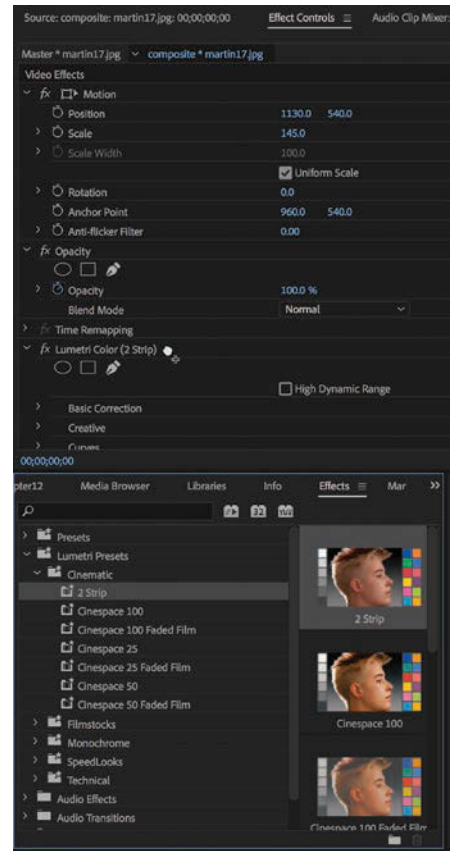 Source: composite: martin17.jpg: 00;00;00;00 Effect Controls Audio Clip Mixer:
Master * martin17.jpg composite * martin17.jpg
Video Effects
fx Motion
Position 1130.0 540.0
Scale 145.0
Scale Width 100.0
Uniform Scale
Rotation 0.0
Anchor Point 960.0 540.0
Anti-flicker Filter 0.00
fx Opacity
Opacity 100.0 %
Blend Mode Normal
fx Time Remapping
fx Lumetri Color (2 Strip)
High Dynamic Range
Basic Correction
Creative
Curves
00;00;00;00
pter12 Media Browser Libraries Info Effects Mar
32 YUV
Presets
Lumetri Presets
Cinematic
2 Strip
Cinespace 100
Cinespace 100 Faded Film
Cinespace 25
Cinespace 25 Faded Film
Cinespace 50
Cinespace 50 Faded Film
Filmstocks
Monochrome
SpeedLooks
Technical
Audio Effects
Audio Transitions
2 Strip
Cinespace 100
Cinespace 100 Faded Film